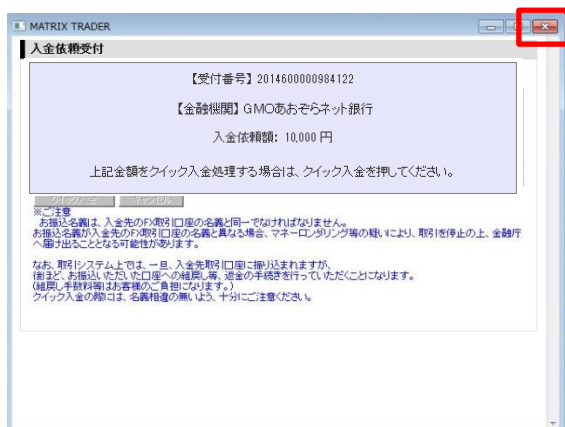 MATRIX TRADER
入金依頼受付
【受付番号】2014600000984122
【金融機関】GMOあおぞらネット銀行
入金依頼額: 10,000 円
上記金額をクイック入金処理する場合は、クイック入金を押してください。
クイック入金 キャンセル
※ご注意
お振込名義は、入金先のFX取引口座の名義と同一でなければなりません。
お振込名義が入金先のFX取引口座の名義と異なる場合、マネーロンダリング等の疑いにより、取引を停止の上、金融庁
へ届け出ることとなる可能性があります。
なお、取引システム上では、一旦、入金先取引口座に振り込まれますが、
後ほど、お振込いただいた口座への組戻し等、返金の手続きを行っていただくことになります。
(組戻し手数料等はお客様のご負担になります。)
クイック入金の際には、名義相違の無いよう、十分にご注意ください。